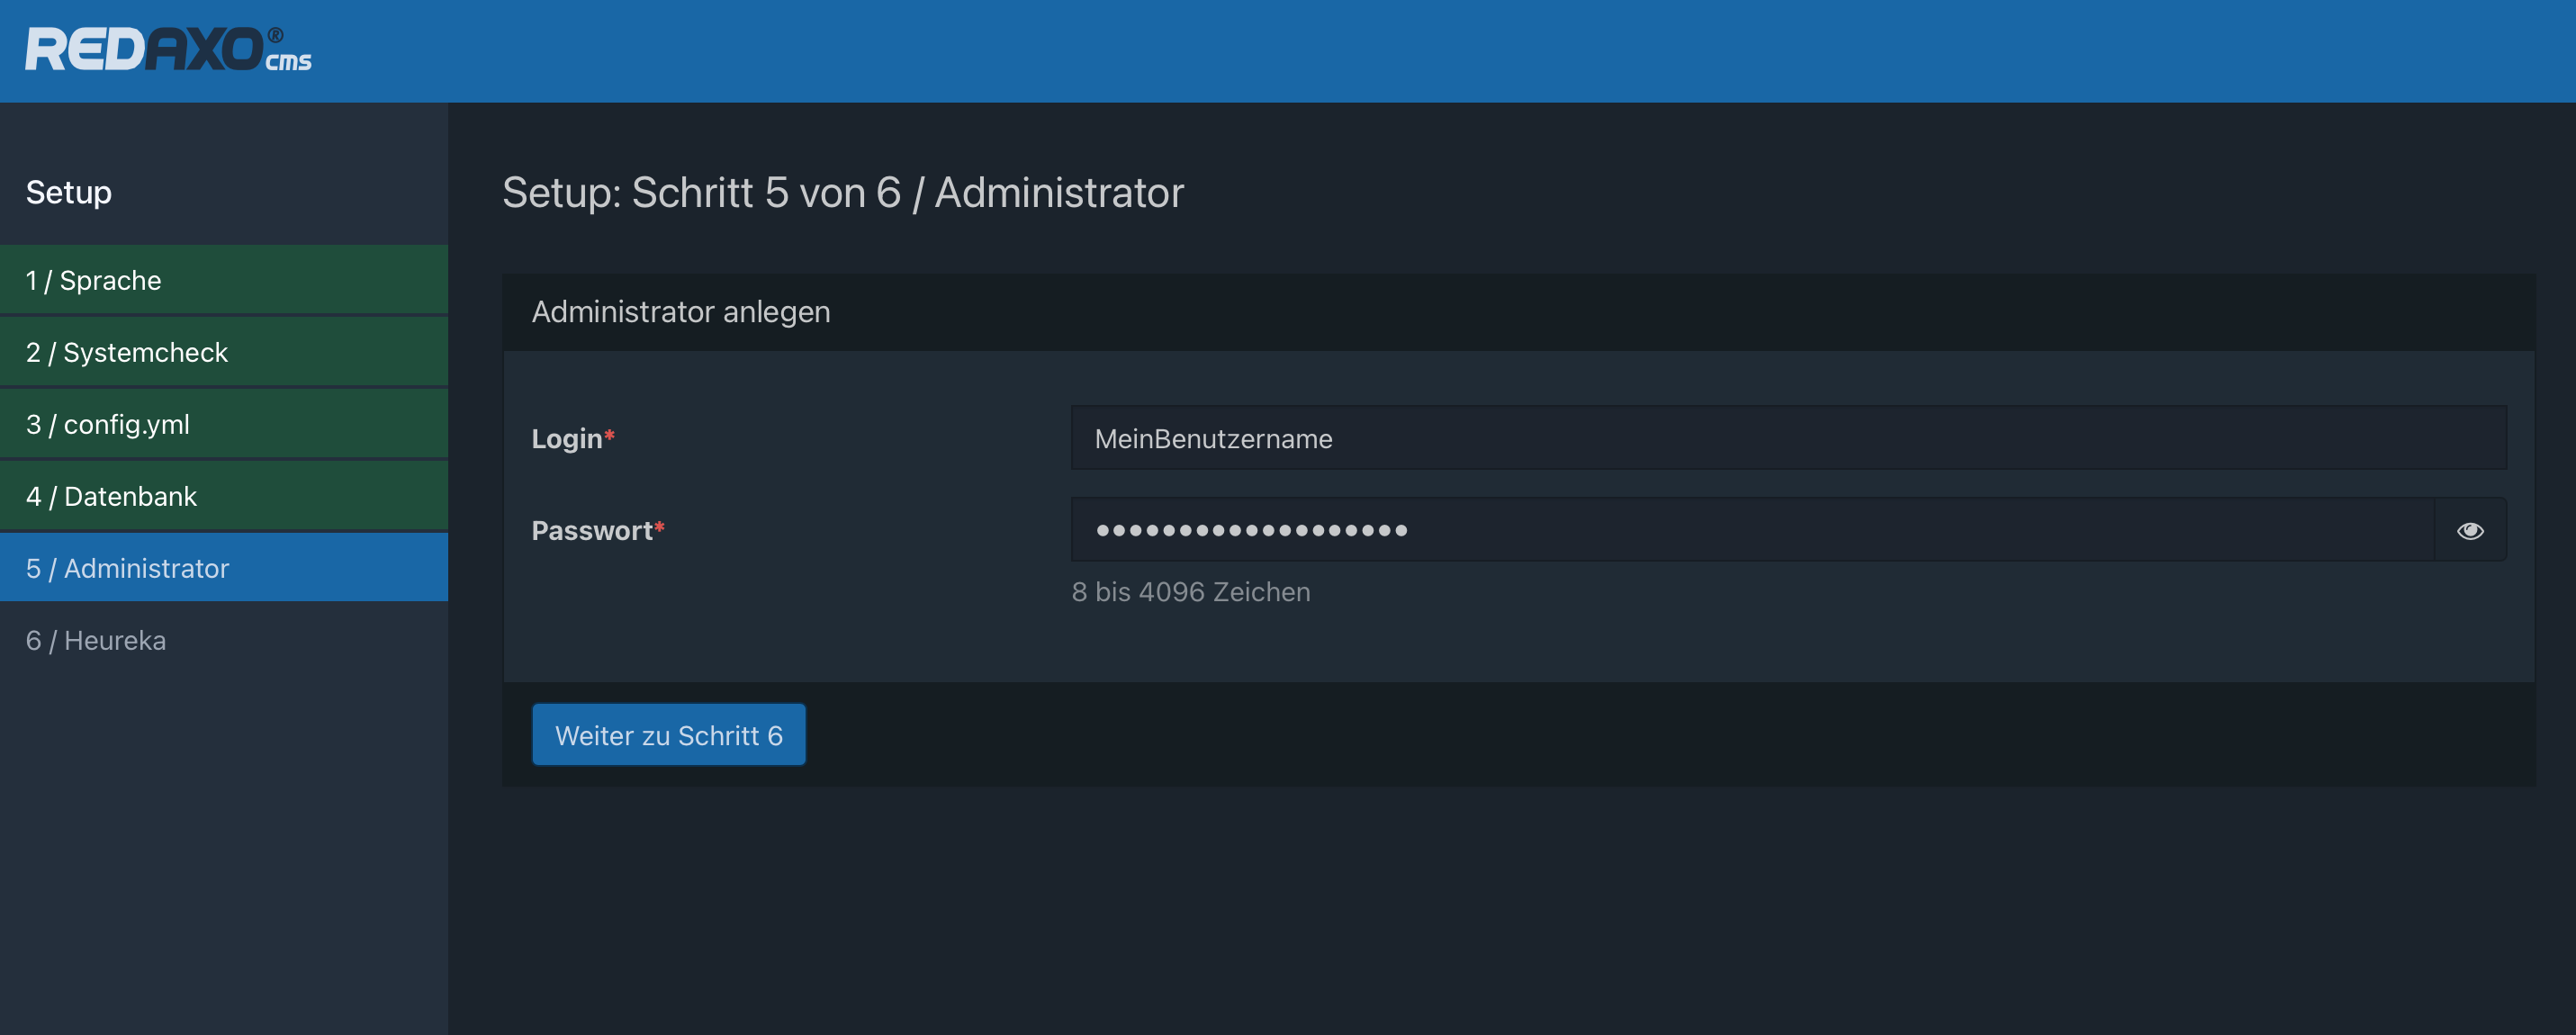 REDAXO® cms
Setup
1 / Sprache
2 / Systemcheck
3 / config.yml
4 / Datenbank
5 / Administrator
6 / Heureka
Setup: Schritt 5 von 6 / Administrator
Administrator anlegen
Login*
MeinBenutzername
Passwort*
•••••••••••••••••••
8 bis 4096 Zeichen
Weiter zu Schritt 6